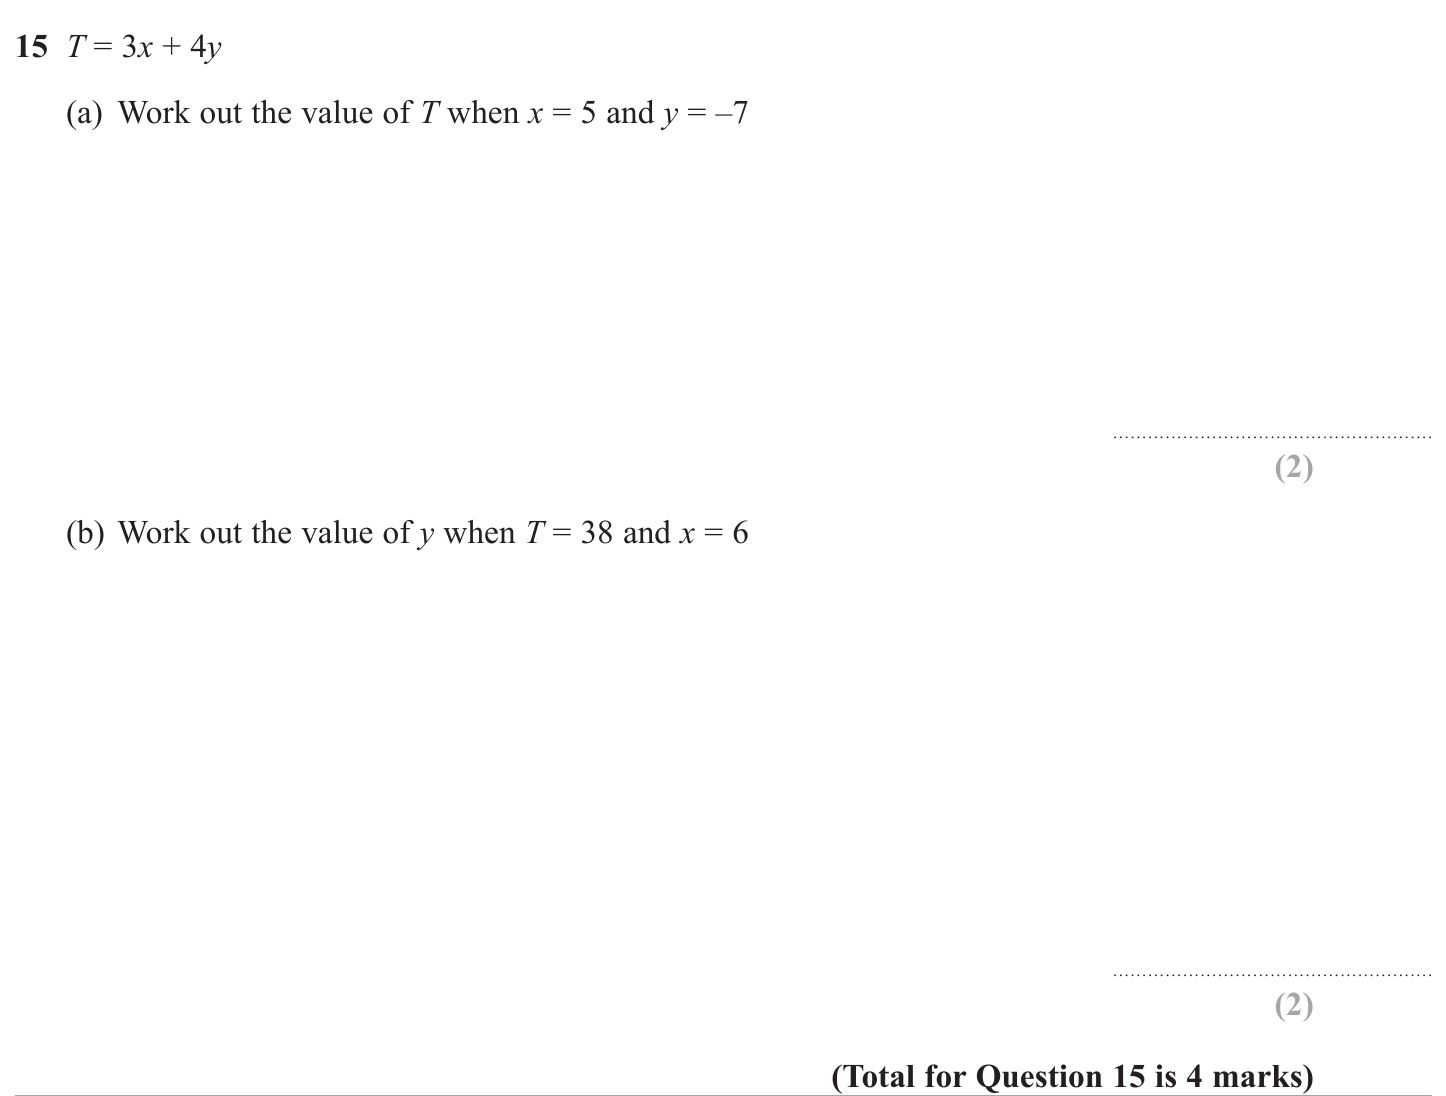 15 T = 3x + 4y
(a) Work out the value of T when x = 5 and y = –7
(2)
(b) Work out the value of y when T = 38 and x = 6
(2)
(Total for Question 15 is 4 marks)